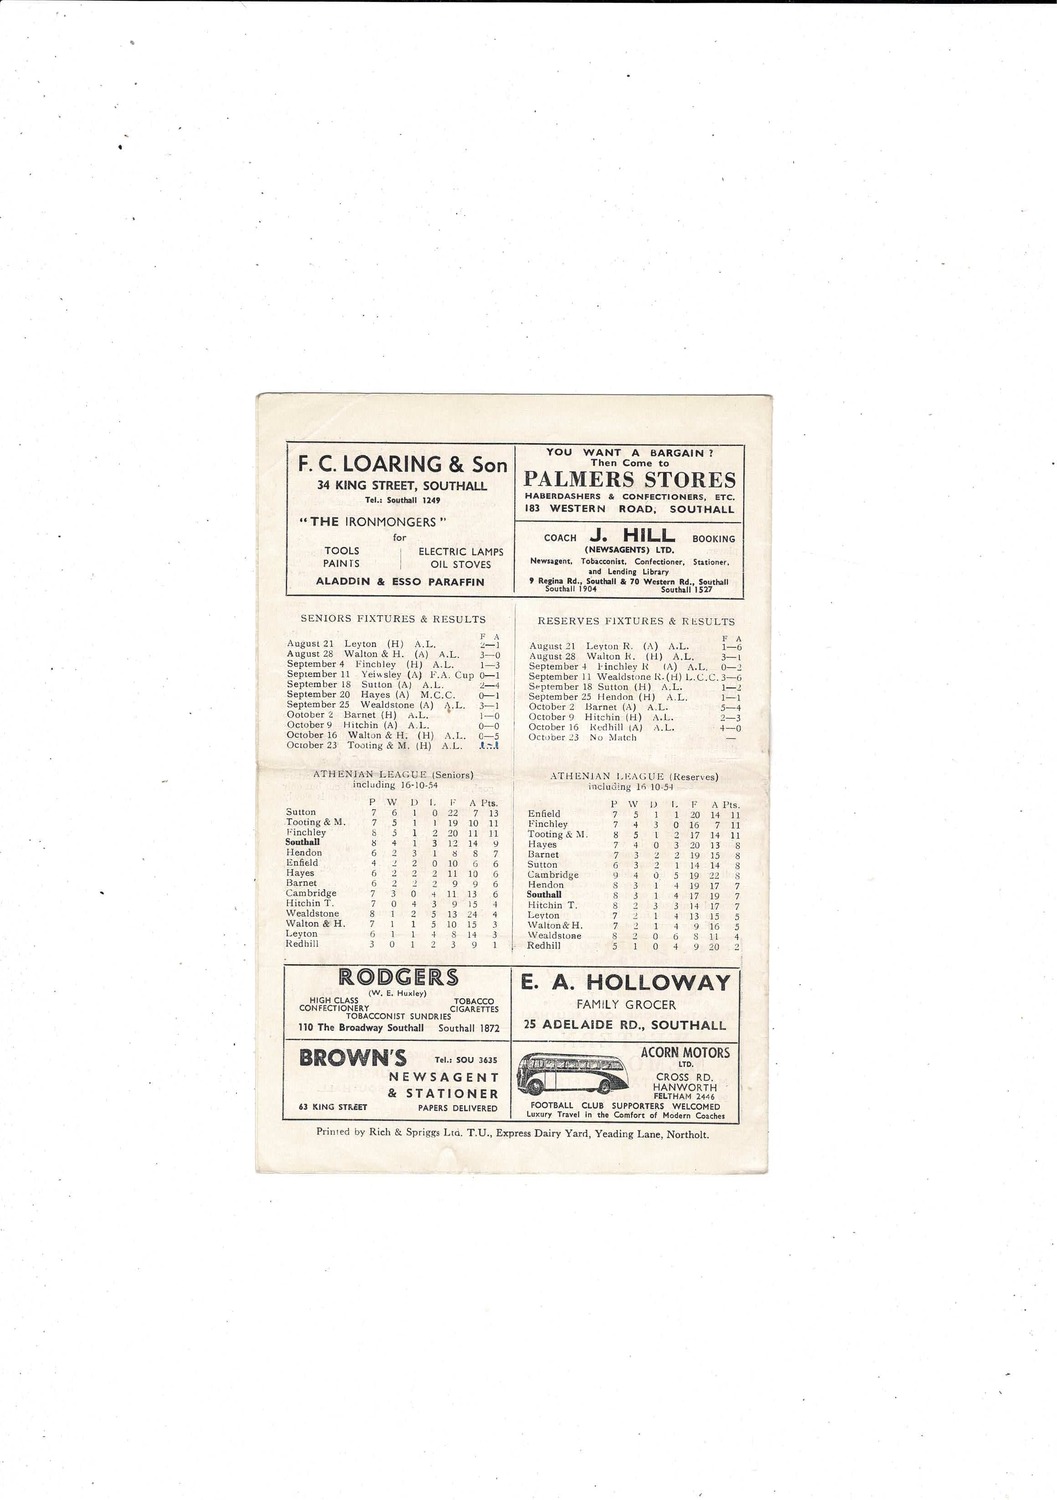 F. C. LOARING & Son
34 KING STREET, SOUTHALL
Tel.: Southall 1249
"THE IRONMONGERS"
for
TOOLS ELECTRIC LAMPS
PAINTS OIL STOVES
ALADDIN & ESSO PARAFFIN
YOU WANT A BARGAIN ?
Then Come to
PALMERS STORES
HABERDASHERS & CONFECTIONERS, ETC.
183 WESTERN ROAD, SOUTHALL
COACH J. HILL BOOKING
(NEWSAGENTS) LTD.
Newsagent, Tobacconist, Confectioner, Stationer,
and Lending Library
9 Regina Rd., Southall & 70 Western Rd., Southall
Southall 1904 Southall 1527
SENIORS FIXTURES & RESULTS
F A
August 21 Leyton (H) A.L. 2—1
August 28 Walton & H. (A) A.L. 3—0
September 4 Finchley (H) A.L. 1—3
September 11 Yeiwsley (A) F.A. Cup 0—1
September 18 Sutton (A) A.L. 2—4
September 20 Hayes (A) M.C.C. 0—1
September 25 Wealdstone (A) A.L. 3—1
Ootober 2 Barnet (H) A.L. 1—0
October 9 Hitchin (A) A.L. 0—0
October 16 Walton & H. (H) A.L. 0—5
October 23 Tooting & M. (H) A.L.
RESERVES FIXTURES & RESULTS
F A
August 21 Leyton R. (A) A.L. 1—6
August 28 Walton R. (H) A.L. 3—1
September 4 Finchley R (A) A.L. 0—2
September 11 Wealdstone R.(H) L.C.C. 3—6
September 18 Sutton (H) A.L. 1—2
September 25 Hendon (H) A.L. 1—1
October 2 Barnet (A) A.L. 5—4
October 9 Hitchin (H) A.L. 2—3
October 16 Redhill (A) A.L. 4—0
October 23 No Match —
ATHENIAN LEAGUE (Seniors)
including 16-10-54
P W D L F A Pts.
Sutton 7 6 1 0 22 7 13
Tooting & M. 7 5 1 1 19 10 11
Finchley 8 5 1 2 20 11 11
Southall 8 4 1 3 12 14 9
Hendon 6 2 3 1 8 8 7
Enfield 4 2 2 0 10 6 6
Hayes 6 2 2 2 11 10 6
Barnet 6 2 2 2 9 9 6
Cambridge 7 3 0 4 11 13 6
Hitchin T. 7 0 4 3 9 15 4
Wealdstone 8 1 2 5 13 24 4
Walton & H. 7 1 1 5 10 15 3
Leyton 6 1 1 4 8 14 3
Redhill 3 0 1 2 3 9 1
ATHENIAN LEAGUE (Reserves)
including 16 10-54
P W D L F A Pts.
Enfield 7 5 1 1 20 14 11
Finchley 7 4 3 0 16 7 11
Tooting & M. 8 5 1 2 17 14 11
Hayes 7 4 0 3 20 13 8
Barnet 7 3 2 2 19 15 8
Sutton 6 3 2 1 14 14 8
Cambridge 9 4 0 5 19 22 8
Hendon 8 3 1 4 19 17 7
Southall 8 3 1 4 17 19 7
Hitchin T. 8 2 3 3 14 17 7
Leyton 7 2 1 4 13 15 5
Walton & H. 7 2 1 4 9 16 5
Wealdstone 8 2 0 6 8 11 4
Redhill 5 1 0 4 9 20 2
RODGERS
(W. E. Huxley)
HIGH CLASS TOBACCO
CONFECTIONERY CIGARETTES
TOBACCONIST SUNDRIES
110 The Broadway Southall Southall 1872
E. A. HOLLOWAY
FAMILY GROCER
25 ADELAIDE RD., SOUTHALL
BROWN'S Tel.: SOU 3635
NEWSAGENT
& STATIONER
63 KING STREET PAPERS DELIVERED
ACORN MOTORS
LTD.
CROSS RD.
HANWORTH
FELTHAM 2446
FOOTBALL CLUB SUPPORTERS WELCOMED
Luxury Travel in the Comfort of Modern Coaches
Printed by Rich & Spriggs Ltd. T.U., Express Dairy Yard, Yeading Lane, Northolt.